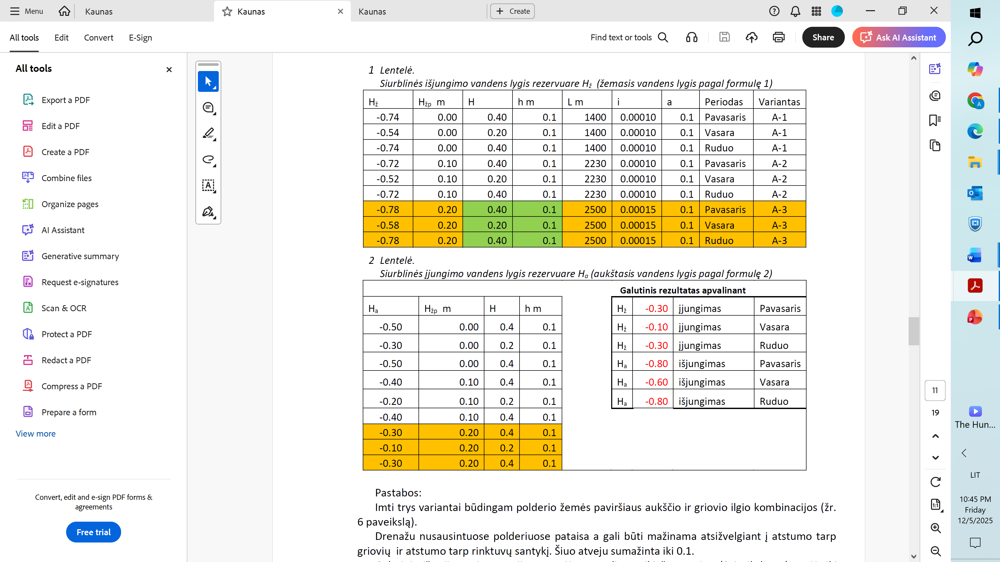 Menu Kaunas Kaunas Kaunas Create
All tools Edit Convert E-Sign Find text or tools Share Ask AI Assistant
All tools
Export a PDF
Edit a PDF
Create a PDF
Combine files
Organize pages
AI Assistant
Generative summary
Request e-signatures
Scan & OCR
Protect a PDF
Redact a PDF
Compress a PDF
Prepare a form
View more
Convert, edit and e-sign PDF forms &
agreements
Free trial
1 Lentelė.
Siurblinės išjungimo vandens lygis rezervuare Hž (žemasis vandens lygis pagal formulę 1)
Hž Hžp m H h m L m i a Periodas Variantas
-0.74 0.00 0.40 0.1 1400 0.00010 0.1 Pavasaris A-1
-0.54 0.00 0.20 0.1 1400 0.00010 0.1 Vasara A-1
-0.74 0.00 0.40 0.1 1400 0.00010 0.1 Ruduo A-1
-0.72 0.10 0.40 0.1 2230 0.00010 0.1 Pavasaris A-2
-0.52 0.10 0.20 0.1 2230 0.00010 0.1 Vasara A-2
-0.72 0.10 0.40 0.1 2230 0.00010 0.1 Ruduo A-2
-0.78 0.20 0.40 0.1 2500 0.00015 0.1 Pavasaris A-3
-0.58 0.20 0.20 0.1 2500 0.00015 0.1 Vasara A-3
-0.78 0.20 0.40 0.1 2500 0.00015 0.1 Ruduo A-3
2 Lentelė.
Siurblinės įjungimo vandens lygis rezervuare Ha (aukštasis vandens lygis pagal formulę 2)
Ha Hžp m H h m
-0.50 0.00 0.4 0.1
-0.30 0.00 0.2 0.1
-0.50 0.00 0.4 0.1
-0.40 0.10 0.4 0.1
-0.20 0.10 0.2 0.1
-0.40 0.10 0.4 0.1
-0.30 0.20 0.4 0.1
-0.10 0.20 0.2 0.1
-0.30 0.20 0.4 0.1
Galutinis rezultatas apvalinant
Hž -0.30 įjungimas Pavasaris
Hž -0.10 įjungimas Vasara
Hž -0.30 įjungimas Ruduo
Ha -0.80 išjungimas Pavasaris
Ha -0.60 išjungimas Vasara
Ha -0.80 išjungimas Ruduo
Pastabos:
Imti trys variantai būdingam polderio žemės paviršiaus aukščio ir griovio ilgio kombinacijos (žr.
6 paveikslą).
Drenažu nusausintuose polderiuose pataisa a gali būti mažinama atsižvelgiant į atstumo tarp
griovių ir atstumo tarp rinktuvų santykį. Šiuo atveju sumažinta iki 0.1.
11
19
1:1
The Hun...
LIT
10:45 PM
Friday
12/5/2025